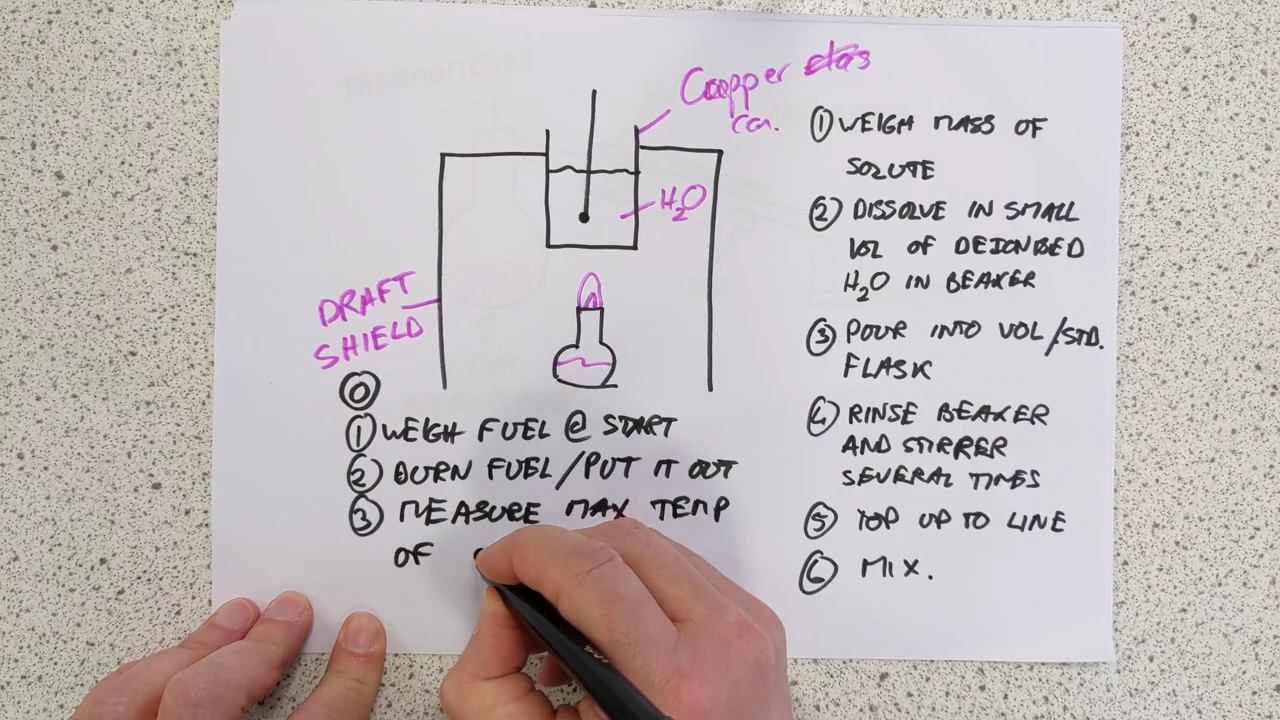 Copper
can.
H₂O
DRAFT
SHIELD
0
1 WEIGH FUEL @ START
2 BURN FUEL/PUT IT OUT
3 MEASURE MAX TEMP
OF
1 WEIGH MASS OF
SOLUTE
2 DISSOLVE IN SMALL
VOL OF DEIONISED
H₂O IN BEAKER
3 POUR INTO VOL/STD.
FLASK
4 RINSE BEAKER
AND STIRRER
SEVERAL TIMES
5 TOP UP TO LINE
6 MIX.